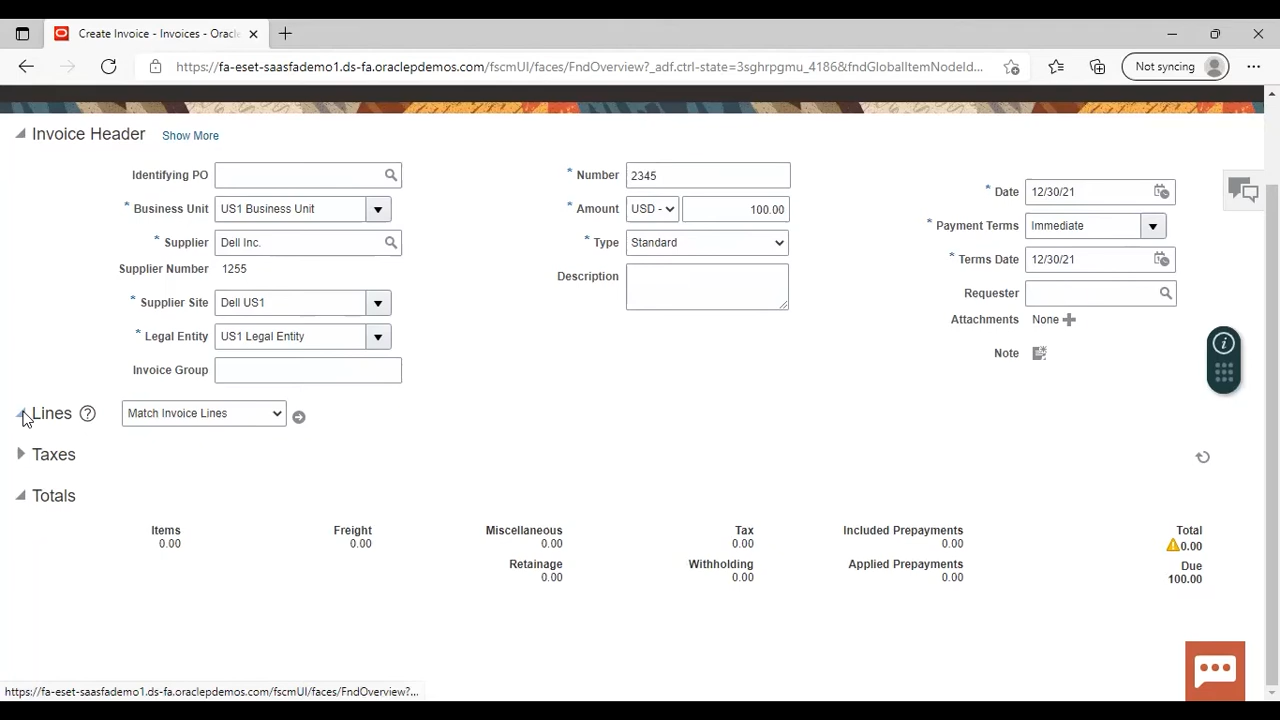 Create Invoice - Invoices - Oracle
https://fa-eset-saasfademo1.ds-fa.oraclepdemos.com/fscmUI/faces/FndOverview?_adf.ctrl-state=3sghrpgmu_4186&fndGlobalItemNodeId...
Not syncing
Invoice Header Show More
Identifying PO
* Business Unit US1 Business Unit
* Supplier Dell Inc.
Supplier Number 1255
* Supplier Site Dell US1
* Legal Entity US1 Legal Entity
Invoice Group
* Number 2345
* Amount USD - 100.00
* Type Standard
Description
* Date 12/30/21
* Payment Terms Immediate
* Terms Date 12/30/21
Requester
Attachments None
Note
Lines Match Invoice Lines
Taxes
Totals
Items Freight Miscellaneous Tax Included Prepayments Total
0.00 0.00 0.00 0.00 0.00 0.00
Retainage Withholding Applied Prepayments Due
0.00 0.00 0.00 100.00
https://fa-eset-saasfademo1.ds-fa.oraclepdemos.com/fscmUI/faces/FndOverview?...